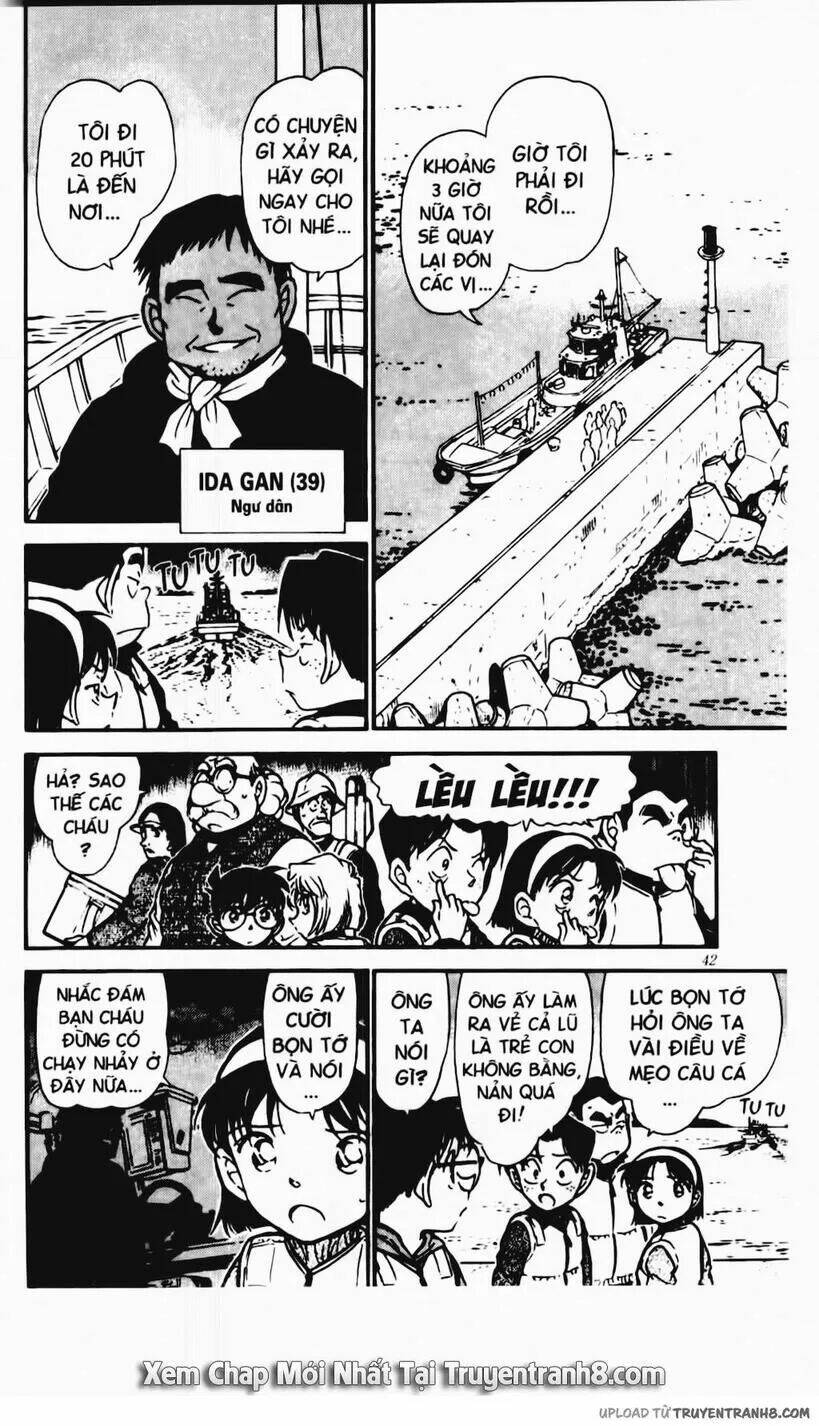 GIỜ TÔI
PHẢI ĐI
RỒI...
KHOẢNG
3 GIỜ
NỮA TÔI
SẼ QUAY
LẠI ĐÓN
CÁC VỊ...
CÓ CHUYỆN
GÌ XẢY RA,
HÃY GỌI
NGAY CHO
TÔI NHÉ...
TÔI ĐI
20 PHÚT
LÀ ĐẾN
NƠI...
IDA GAN (39)
Ngư dân
TU TU TU
LỀU LỀU!!!
HẢ? SAO
THẾ CÁC
CHÁU
?
42
LÚC BỌN TỚ
HỎI ÔNG TA
VÀI ĐIỀU VỀ
MẸO CÂU CÁ
...
TU TU
ÔNG ẤY LÀM
RA VẺ CẢ LŨ
LÀ TRẺ CON
KHÔNG BẰNG,
NẢN QUÁ
ĐI!
ÔNG
TA
NÓI
GÌ?
ÔNG ẤY
CƯỜI
BỌN TỚ
VÀ NÓI
...
NHẮC ĐÁM
BẠN CHÁU
ĐỪNG CÓ
CHẠY NHẢY Ở
ĐÂY NỮA...
Xem Chap Mới Nhất Tại Truyentranh8.com
UPLOAD TỪ TRUYENTRANH8.COM